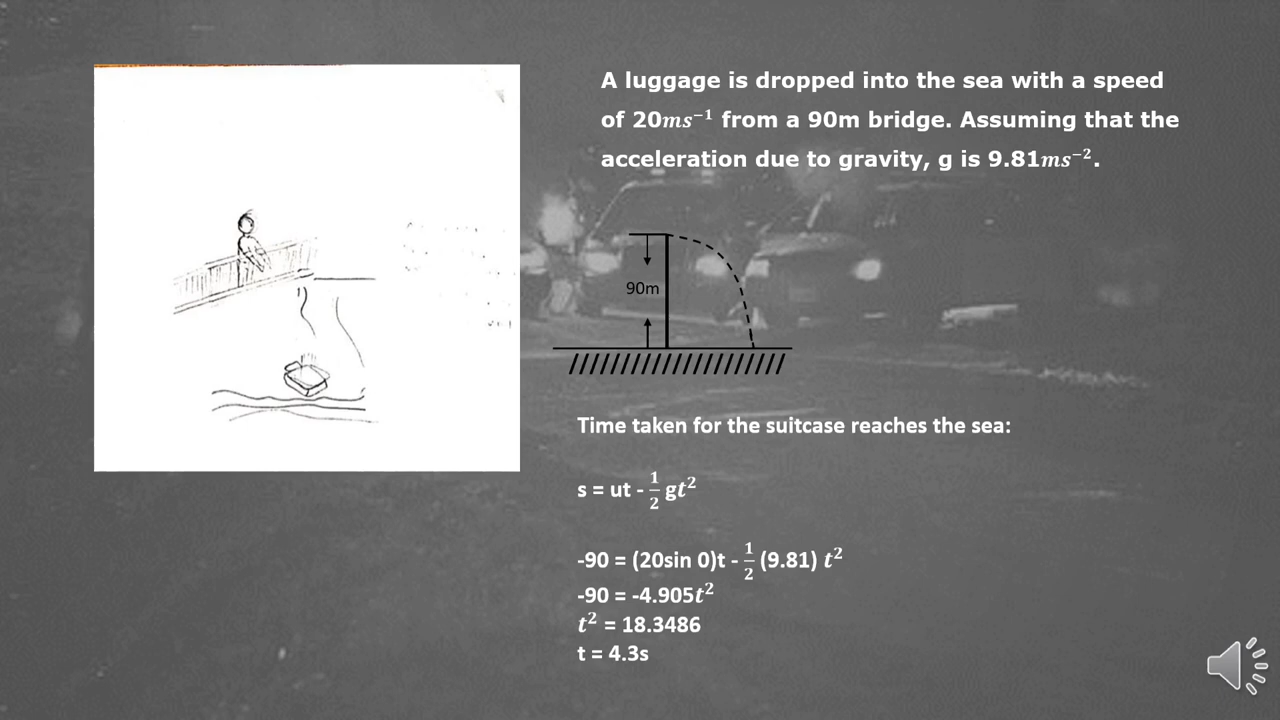 A luggage is dropped into the sea with a speed
of 20ms⁻¹ from a 90m bridge. Assuming that the
acceleration due to gravity, g is 9.81ms⁻².
90m
Time taken for the suitcase reaches the sea:
s = ut - 1/2 gt²
-90 = (20sin 0)t - 1/2 (9.81) t²
-90 = -4.905t²
t² = 18.3486
t = 4.3s